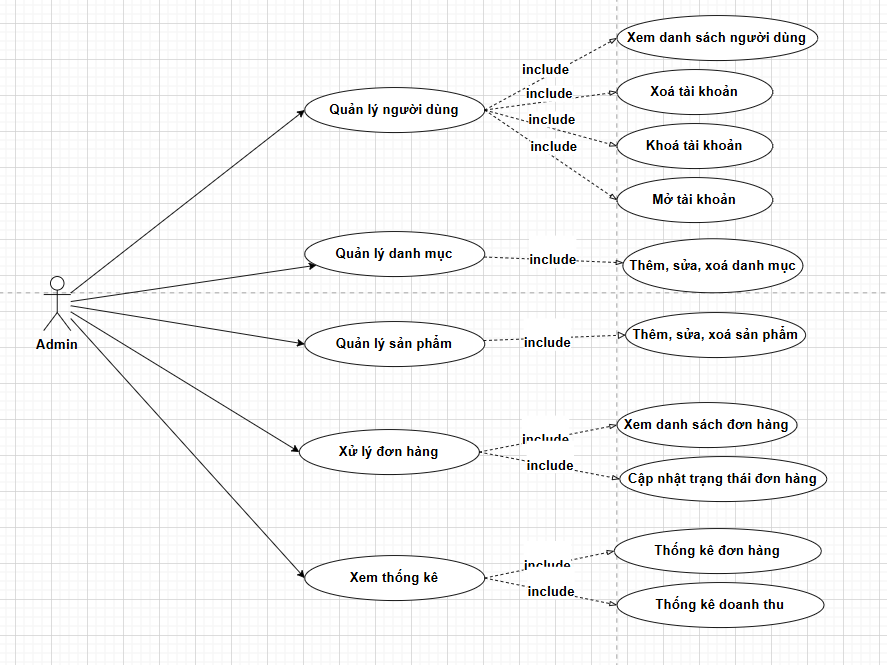 Xem danh sách người dùng
include
Xoá tài khoản
include
Quản lý người dùng
include
Khoá tài khoản
include
Mở tài khoản
Quản lý danh mục
include
Thêm, sửa, xoá danh mục
Admin
Quản lý sản phẩm
include
Thêm, sửa, xoá sản phẩm
Xem danh sách đơn hàng
include
Xử lý đơn hàng
include
Cập nhật trạng thái đơn hàng
Thống kê đơn hàng
include
Xem thống kê
include
Thống kê doanh thu